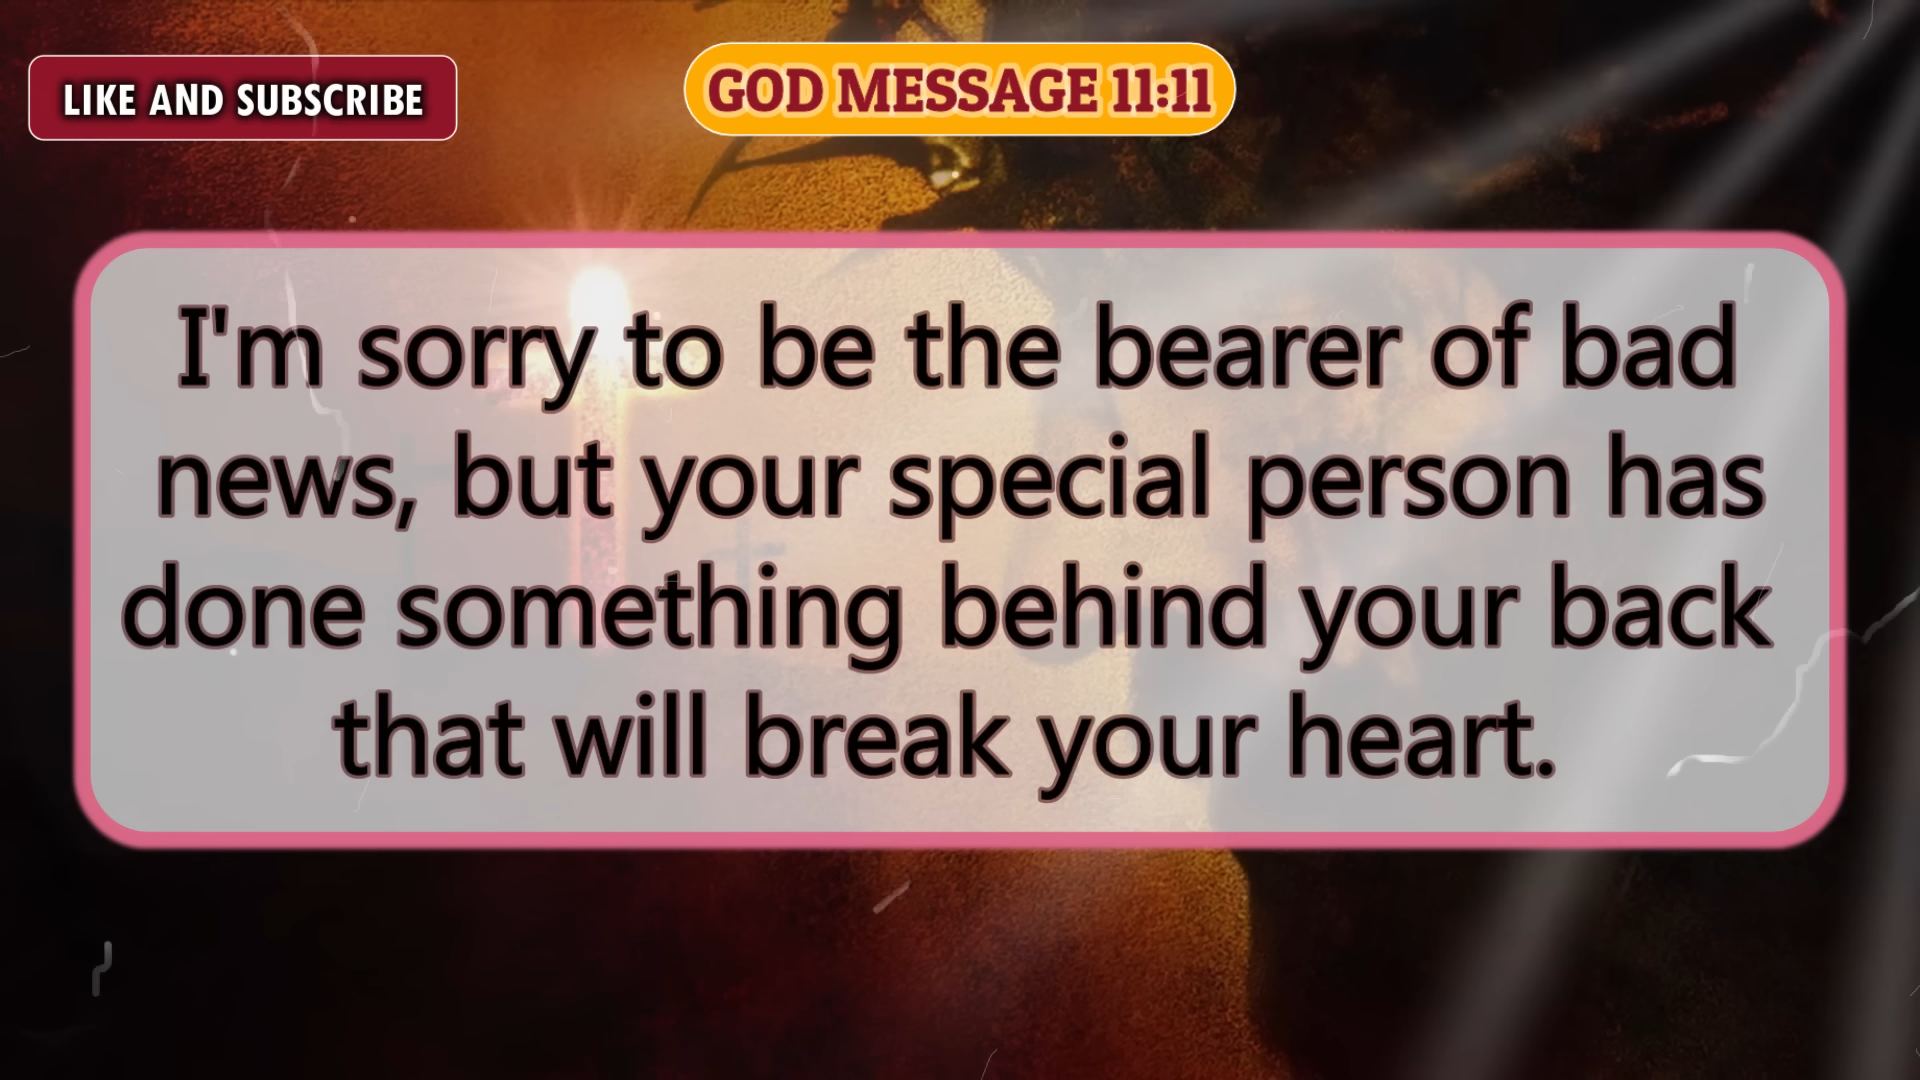 LIKE AND SUBSCRIBE
GOD MESSAGE 11:11
I'm sorry to be the bearer of bad
news, but your special person has
done something behind your back
that will break your heart.